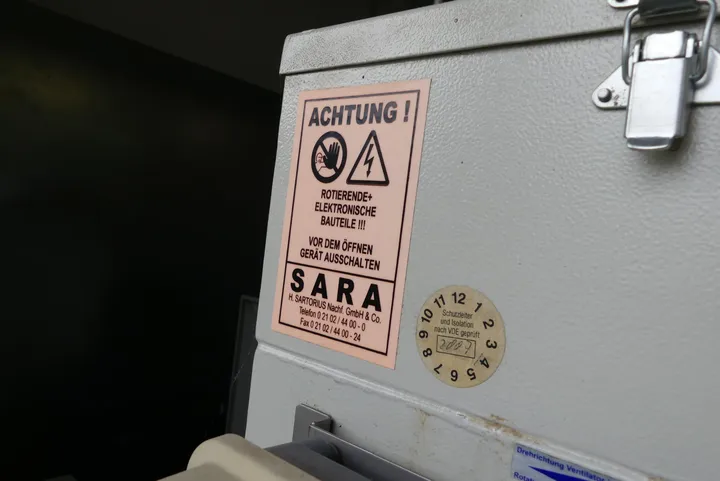 ACHTUNG !
ROTIERENDE+
ELEKTRONISCHE
BAUTEILE !!!
VOR DEM ÖFFNEN
GERÄT AUSSCHALTEN
SARA
H. SARTORIUS Nachf. GmbH & Co.
Telefon 0 21 02 / 44 00 - 0
Fax 0 21 02 / 44 00 - 24
12 1 2 3 4 5 6 7 8 9 10 11
Schutzleiter
und Isolation
nach VDE geprüft
Drehrichtung Ventilator